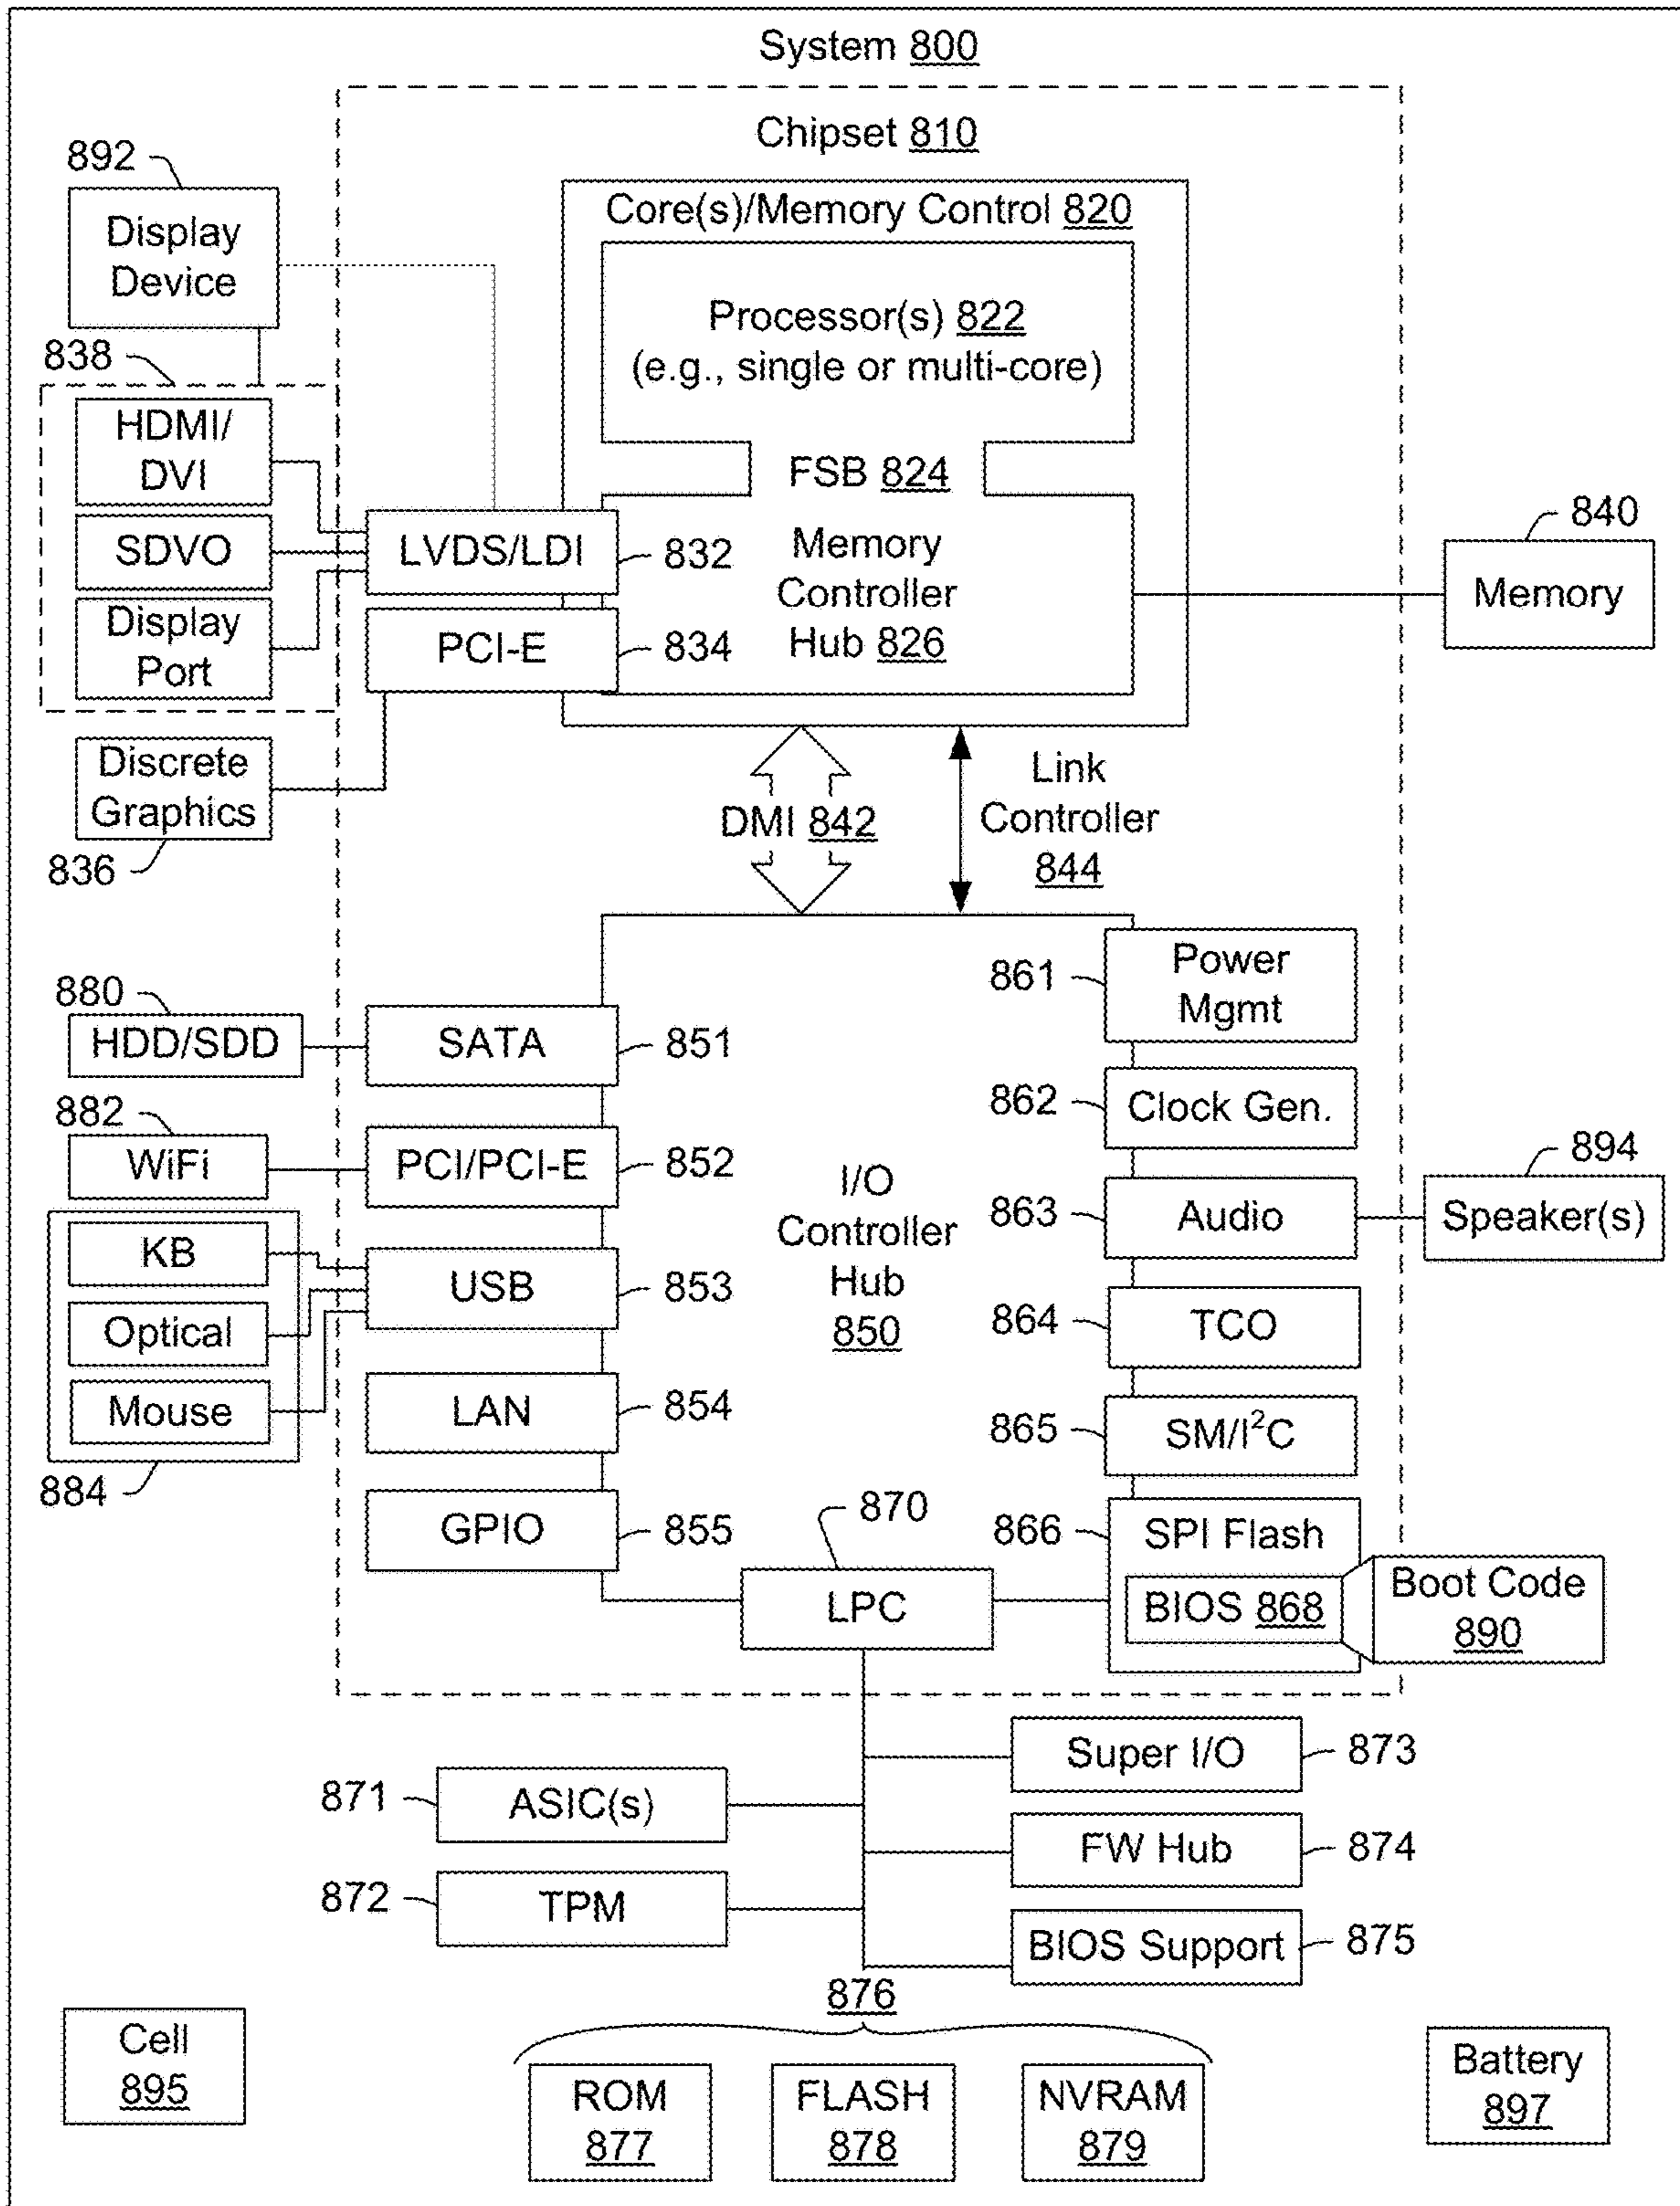 System 800
Chipset 810
892
Display
Device
Core(s)/Memory Control 820
Processor(s) 822
(e.g., single or multi-core)
838
HDMI/
DVI
SDVO
Display
Port
FSB 824
LVDS/LDI
832
PCI-E
834
Memory
Controller
Hub 826
840
Memory
Discrete
Graphics
836
DMI 842
Link
Controller
844
880
HDD/SDD
SATA
851
882
WiFi
PCI/PCI-E
852
KB
Optical
Mouse
884
USB
853
LAN
854
GPIO
855
I/O
Controller
Hub
850
861
Power
Mgmt
862
Clock Gen.
863
Audio
894
Speaker(s)
864
TCO
865
SM/I²C
866
SPI Flash
BIOS 868
Boot Code
890
870
LPC
871
ASIC(s)
872
TPM
Super I/O
873
FW Hub
874
BIOS Support
875
876
Cell
895
ROM
877
FLASH
878
NVRAM
879
Battery
897